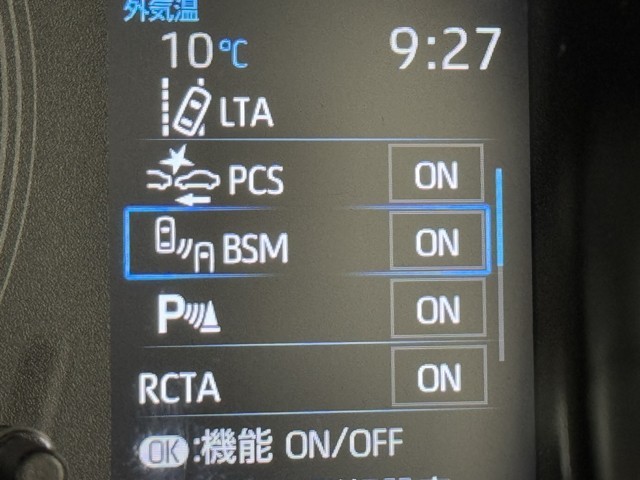 外気温
10℃ 9:27
LTA
PCS ON
BSM ON
P ON
RCTA ON
OK:機能 ON/OFF